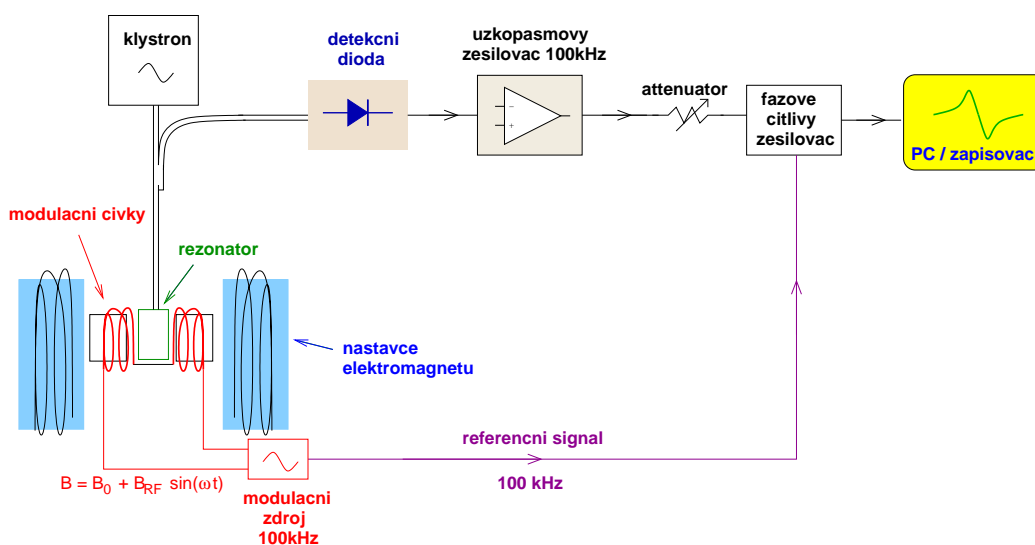 klystron
detekcni
dioda
uzkopasmovy
zesilovac 100kHz
attenuator
fazove
citlivy
zesilovac
PC / zapisovac
modulacni civky
rezonator
nastavce
elektromagnetu
referencni signal
100 kHz
B = B0 + BRF sin(ωt)
modulacni
zdroj
100kHz